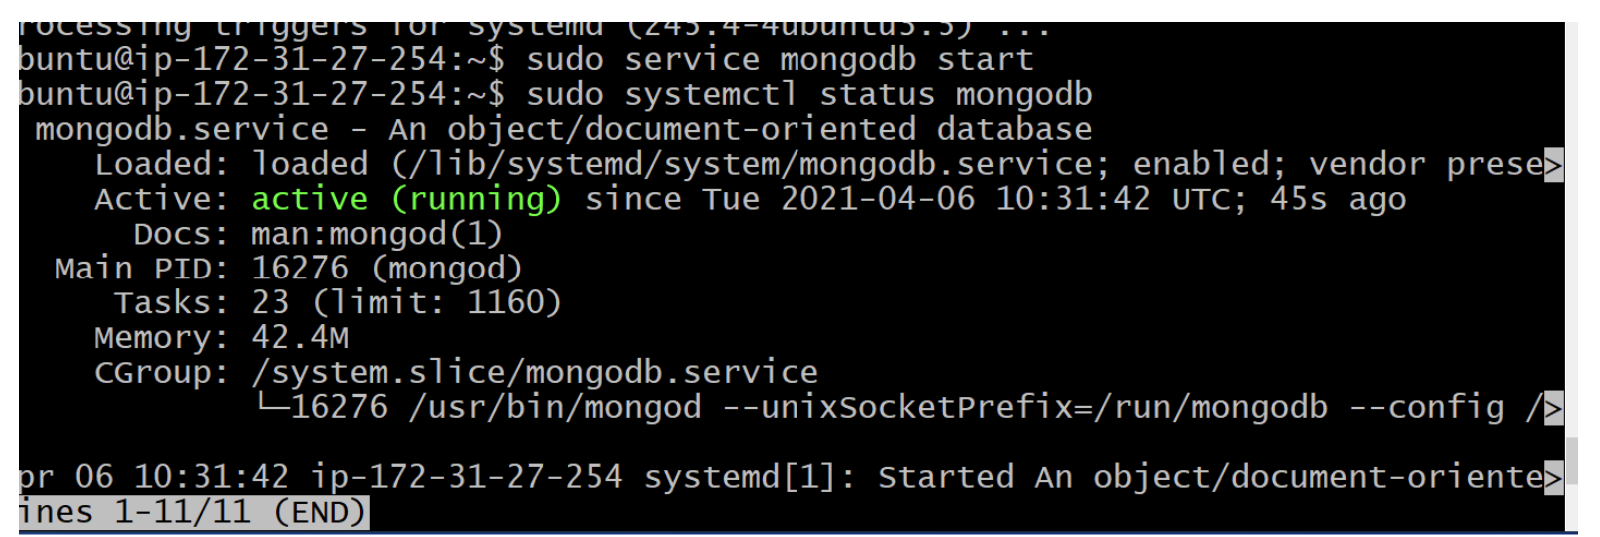 rocessing triggers for systemd (245.4-4ubuntu3.5) ...
buntu@ip-172-31-27-254:~$ sudo service mongodb start
buntu@ip-172-31-27-254:~$ sudo systemctl status mongodb
mongodb.service - An object/document-oriented database
Loaded: loaded (/lib/systemd/system/mongodb.service; enabled; vendor prese>
Active: active (running) since Tue 2021-04-06 10:31:42 UTC; 45s ago
Docs: man:mongod(1)
Main PID: 16276 (mongod)
Tasks: 23 (limit: 1160)
Memory: 42.4M
CGroup: /system.slice/mongodb.service
└─16276 /usr/bin/mongod --unixSocketPrefix=/run/mongodb --config />
pr 06 10:31:42 ip-172-31-27-254 systemd[1]: Started An object/document-oriente>
ines 1-11/11 (END)